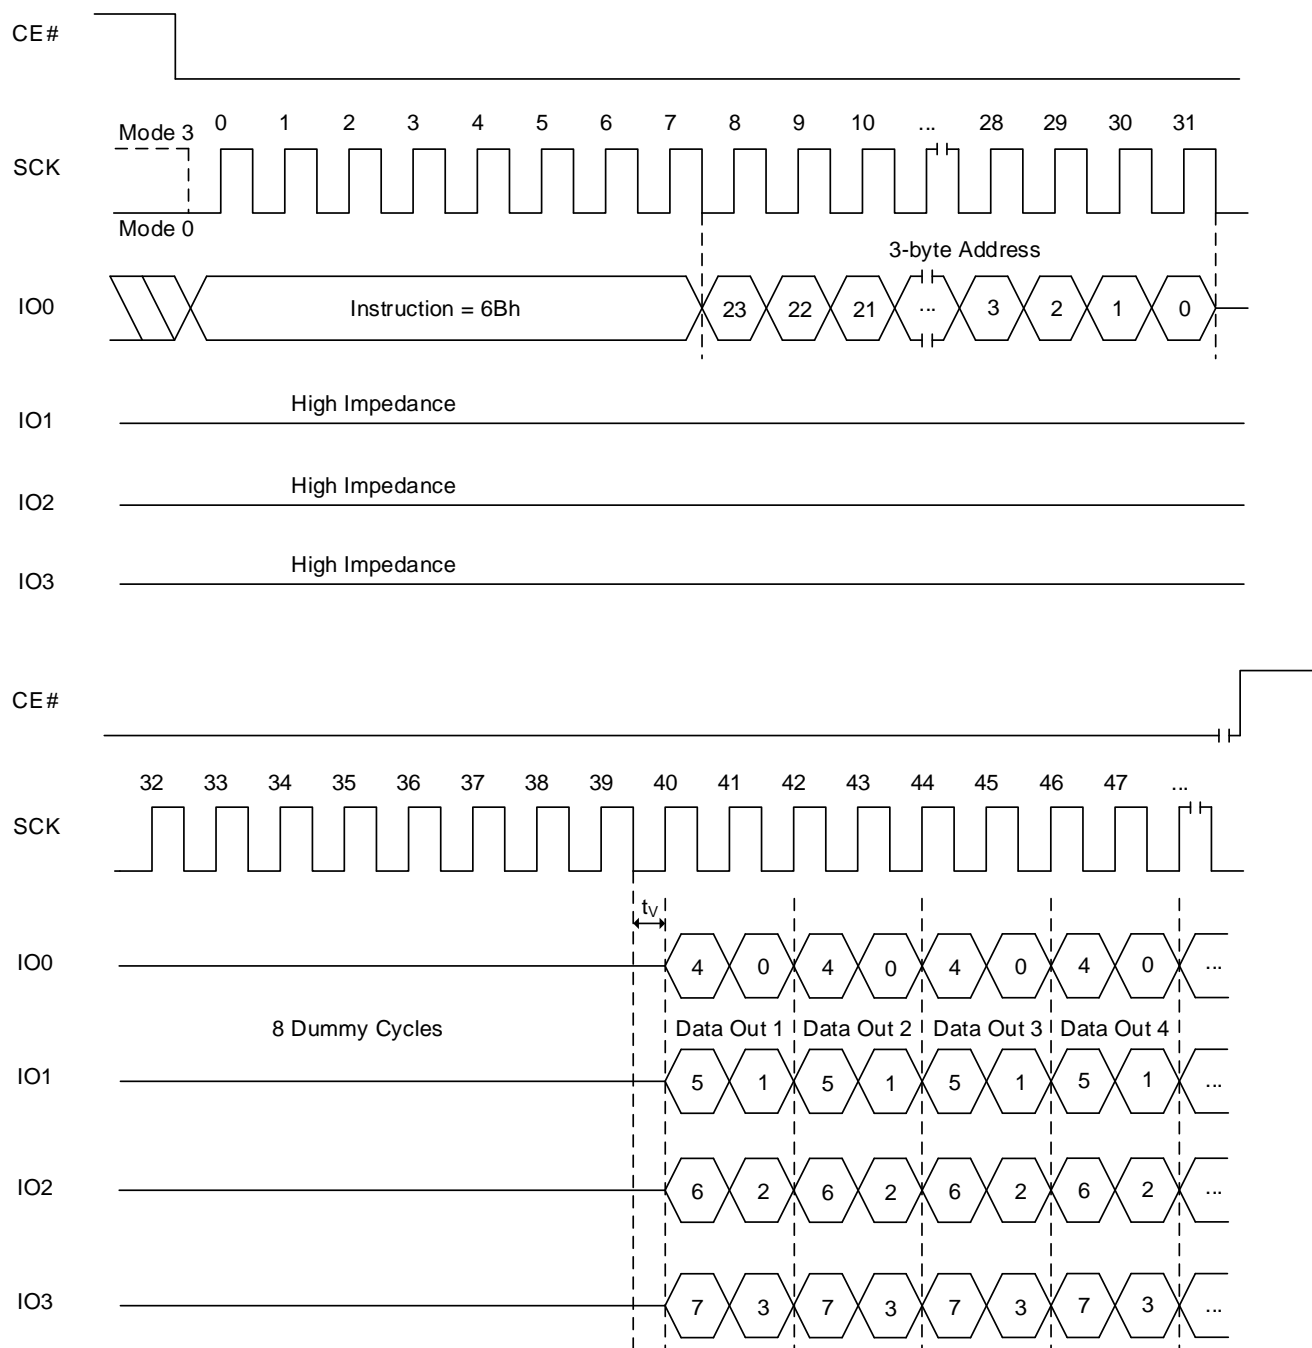 CE#
Mode 3 0 1 2 3 4 5 6 7 8 9 10 ... 28 29 30 31
SCK
Mode 0
3-byte Address
IO0 Instruction = 6Bh 23 22 21 ... 3 2 1 0
High Impedance
IO1
High Impedance
IO2
High Impedance
IO3
CE#
32 33 34 35 36 37 38 39 40 41 42 43 44 45 46 47 ...
SCK
tV
IO0 4 0 4 0 4 0 4 0 ...
8 Dummy Cycles Data Out 1 Data Out 2 Data Out 3 Data Out 4
IO1 5 1 5 1 5 1 5 1 ...
IO2 6 2 6 2 6 2 6 2 ...
IO3 7 3 7 3 7 3 7 3 ...